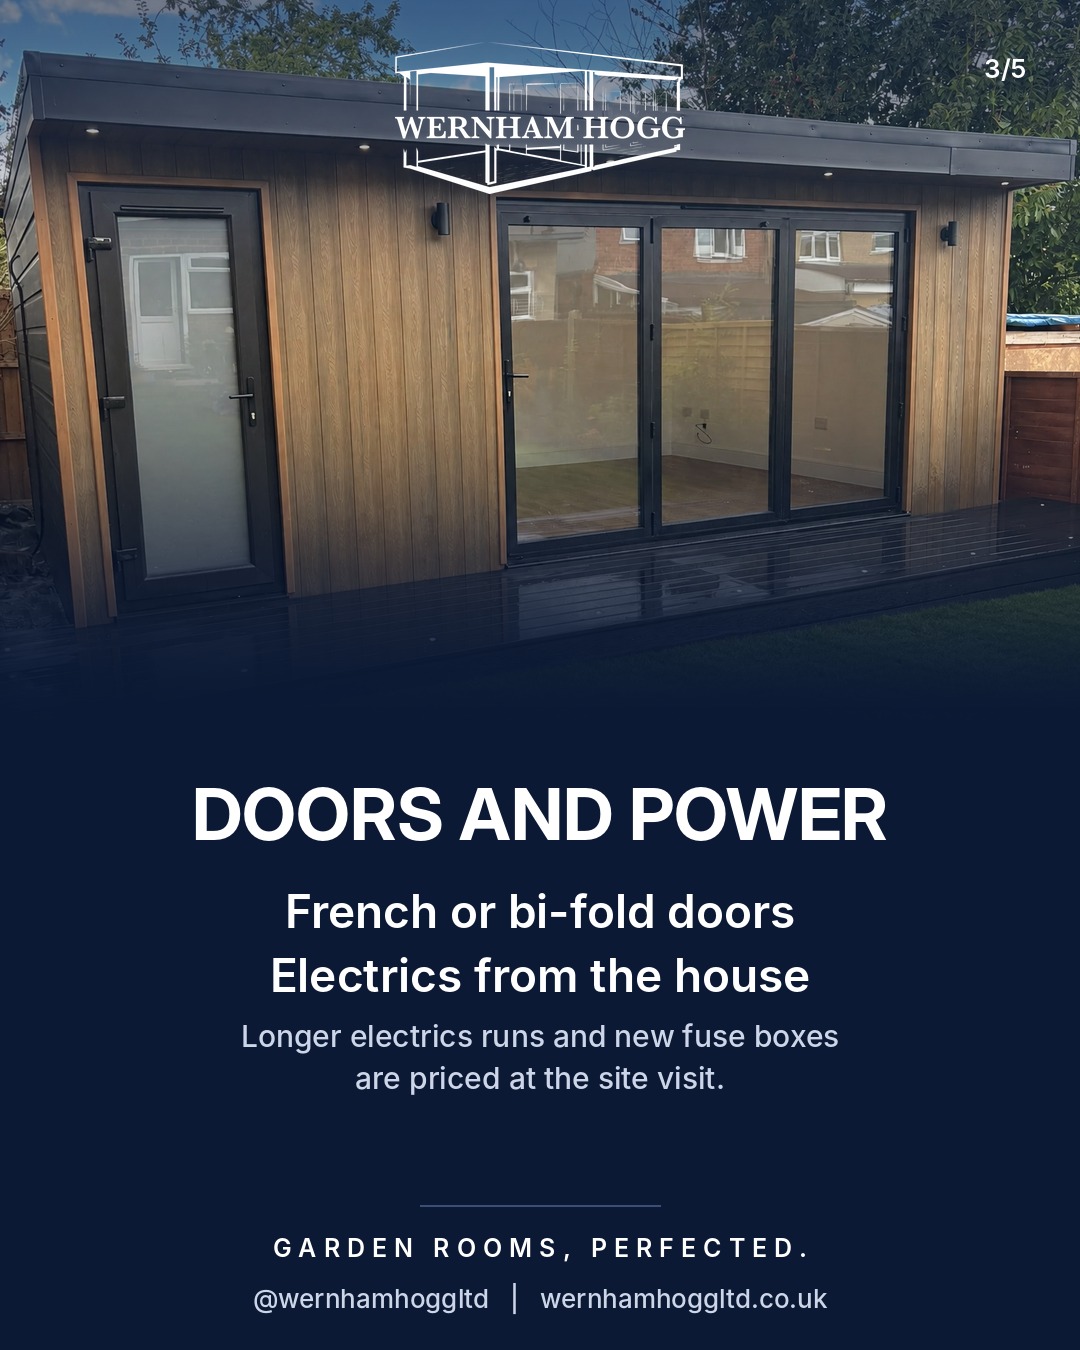 3/5
WERNHAM HOGG
DOORS AND POWER
French or bi-fold doors
Electrics from the house
Longer electrics runs and new fuse boxes
are priced at the site visit.
GARDEN ROOMS, PERFECTED.
@wernhamhoggltd | wernhamhoggltd.co.uk